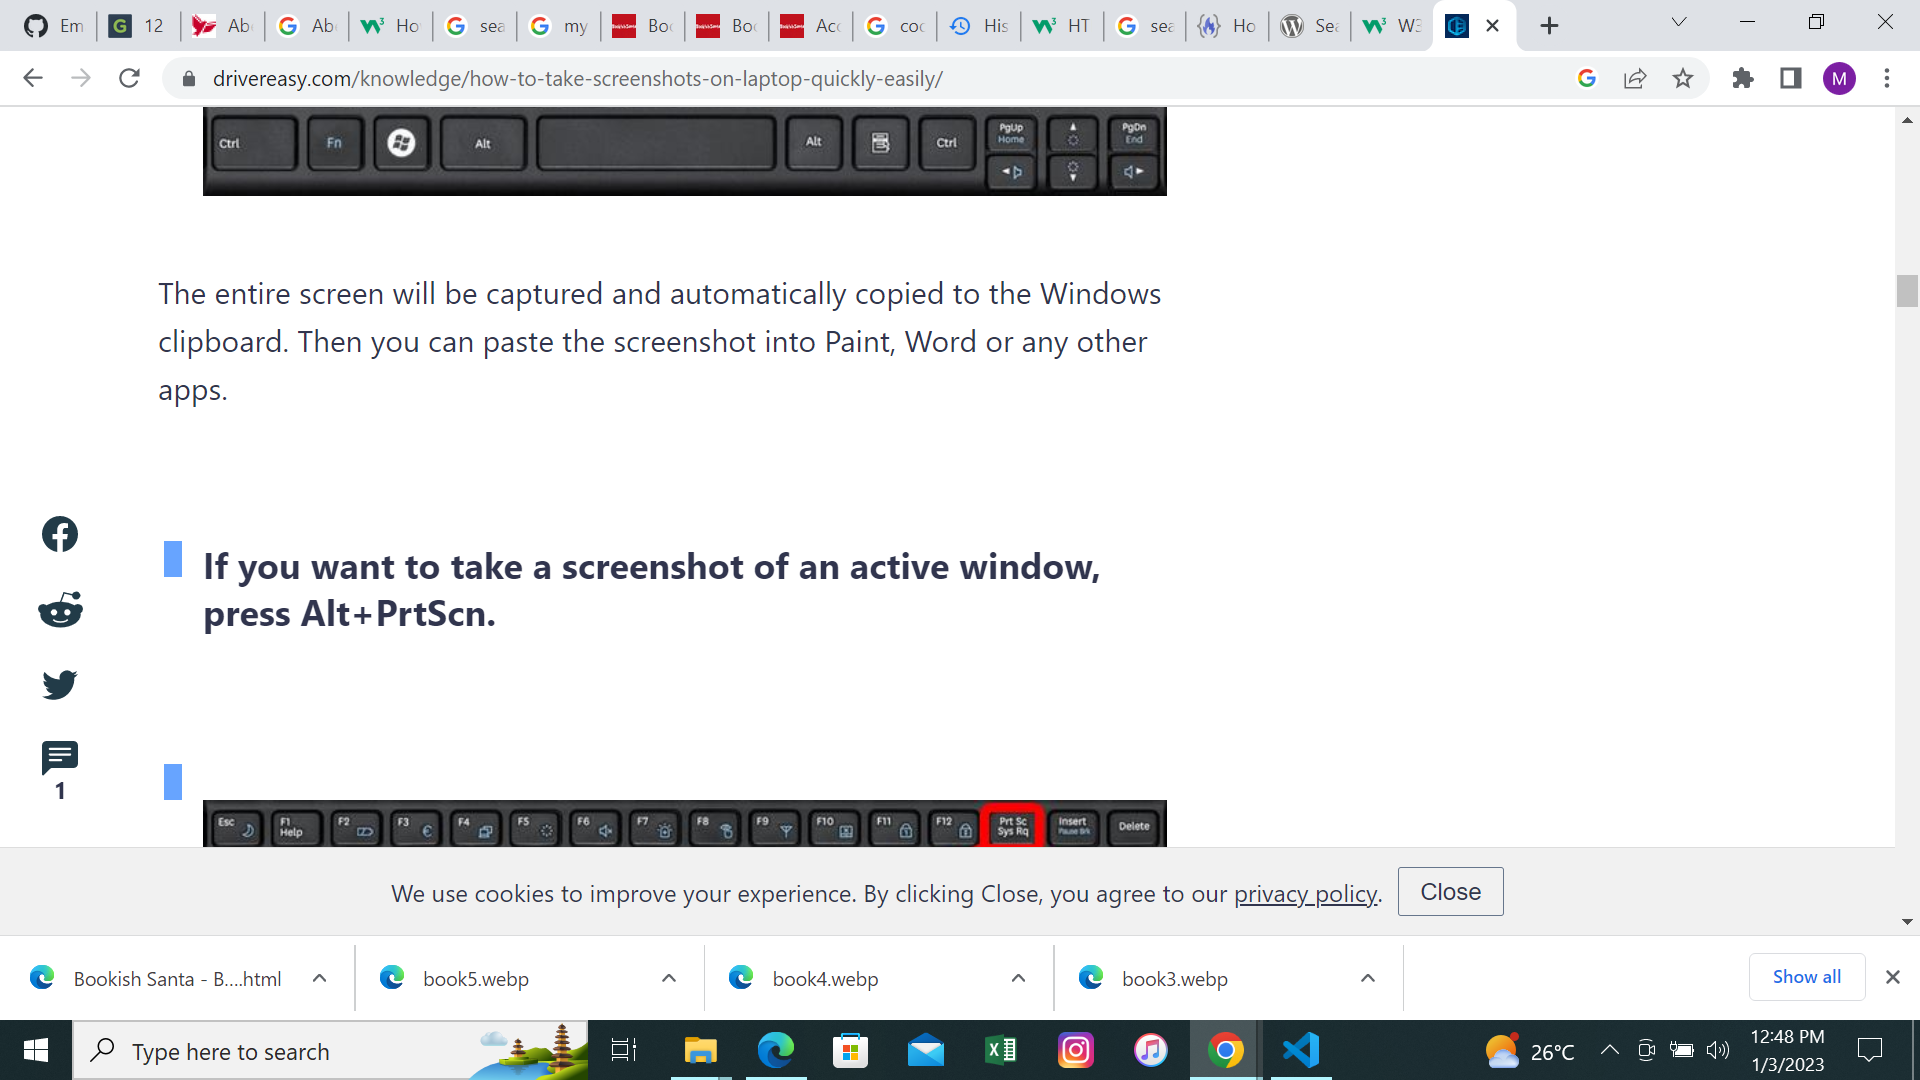 Em
12
Ab
Ab
Ho
sea
my
Boo
Boo
Acc
coo
His
HT
sea
Ho
Sea
W3
drivereasy.com/knowledge/how-to-take-screenshots-on-laptop-quickly-easily/
M
Ctrl Fn Alt Alt Ctrl PgUp Home PgDn End
The entire screen will be captured and automatically copied to the Windows
clipboard. Then you can paste the screenshot into Paint, Word or any other
apps.
If you want to take a screenshot of an active window,
press Alt+PrtScn.
1
Esc F1 Help F2 F3 F4 F5 F6 F7 F8 F9 F10 F11 F12 Prt Sc Sys Rq Insert Pause Brk Delete
We use cookies to improve your experience. By clicking Close, you agree to our privacy policy. Close
Bookish Santa - B....html
book5.webp
book4.webp
book3.webp
Show all
Type here to search
26°C
12:48 PM
1/3/2023